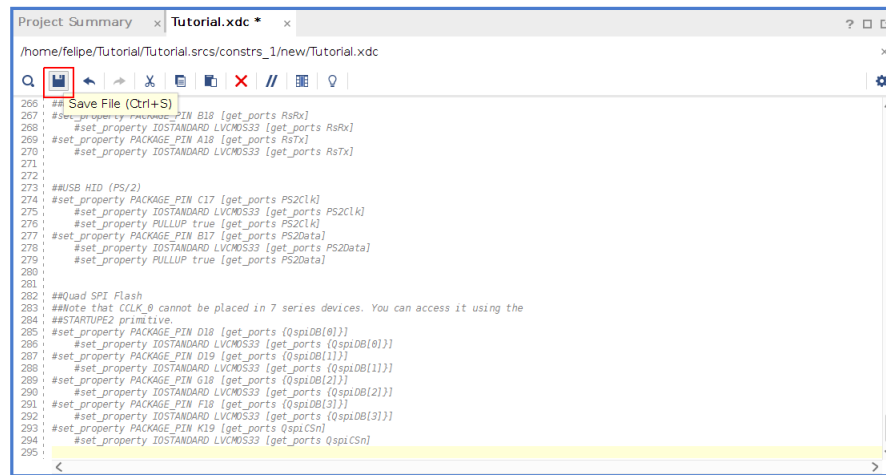 Project Summary × Tutorial.xdc * ×
/home/felipe/Tutorial/Tutorial.srcs/constrs_1/new/Tutorial.xdc
Save File (Ctrl+S)
266 ##
267 #set_property PACKAGE_PIN B18 [get_ports RsRx]
268 #set_property IOSTANDARD LVCMOS33 [get_ports RsRx]
269 #set_property PACKAGE_PIN A18 [get_ports RsTx]
270 #set_property IOSTANDARD LVCMOS33 [get_ports RsTx]
271
272
273 ##USB HID (PS/2)
274 #set_property PACKAGE_PIN C17 [get_ports PS2Clk]
275 #set_property IOSTANDARD LVCMOS33 [get_ports PS2Clk]
276 #set_property PULLUP true [get_ports PS2Clk]
277 #set_property PACKAGE_PIN B17 [get_ports PS2Data]
278 #set_property IOSTANDARD LVCMOS33 [get_ports PS2Data]
279 #set_property PULLUP true [get_ports PS2Data]
280
281
282 ##Quad SPI Flash
283 ##Note that CCLK_0 cannot be placed in 7 series devices. You can access it using the
284 ##STARTUPE2 primitive.
285 #set_property PACKAGE_PIN D18 [get_ports {QspiDB[0]}]
286 #set_property IOSTANDARD LVCMOS33 [get_ports {QspiDB[0]}]
287 #set_property PACKAGE_PIN D19 [get_ports {QspiDB[1]}]
288 #set_property IOSTANDARD LVCMOS33 [get_ports {QspiDB[1]}]
289 #set_property PACKAGE_PIN G18 [get_ports {QspiDB[2]}]
290 #set_property IOSTANDARD LVCMOS33 [get_ports {QspiDB[2]}]
291 #set_property PACKAGE_PIN F18 [get_ports {QspiDB[3]}]
292 #set_property IOSTANDARD LVCMOS33 [get_ports {QspiDB[3]}]
293 #set_property PACKAGE_PIN K19 [get_ports QspiCSn]
294 #set_property IOSTANDARD LVCMOS33 [get_ports QspiCSn]
295